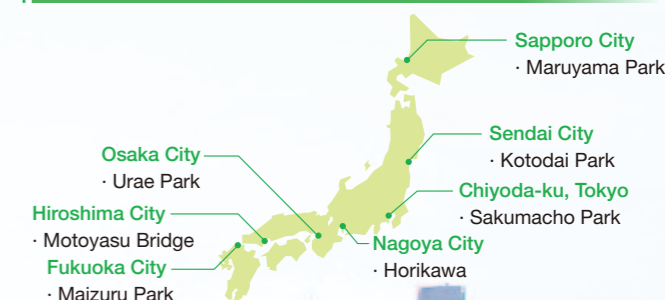 Sapporo City
· Maruyama Park
Sendai City
· Kotodai Park
Chiyoda-ku, Tokyo
· Sakumacho Park
Nagoya City
· Horikawa
Osaka City
· Urae Park
Hiroshima City
· Motoyasu Bridge
Fukuoka City
· Maizuru Park